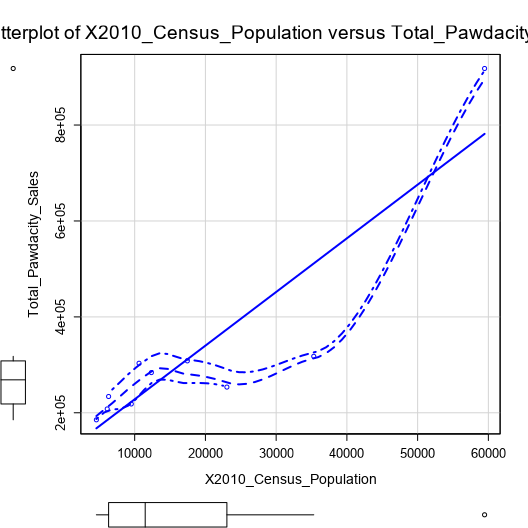 tterplot of X2010_Census_Population versus Total_Pawdacity
8e+05
6e+05
4e+05
2e+05
Total_Pawdacity_Sales
10000 20000 30000 40000 50000 60000
X2010_Census_Population